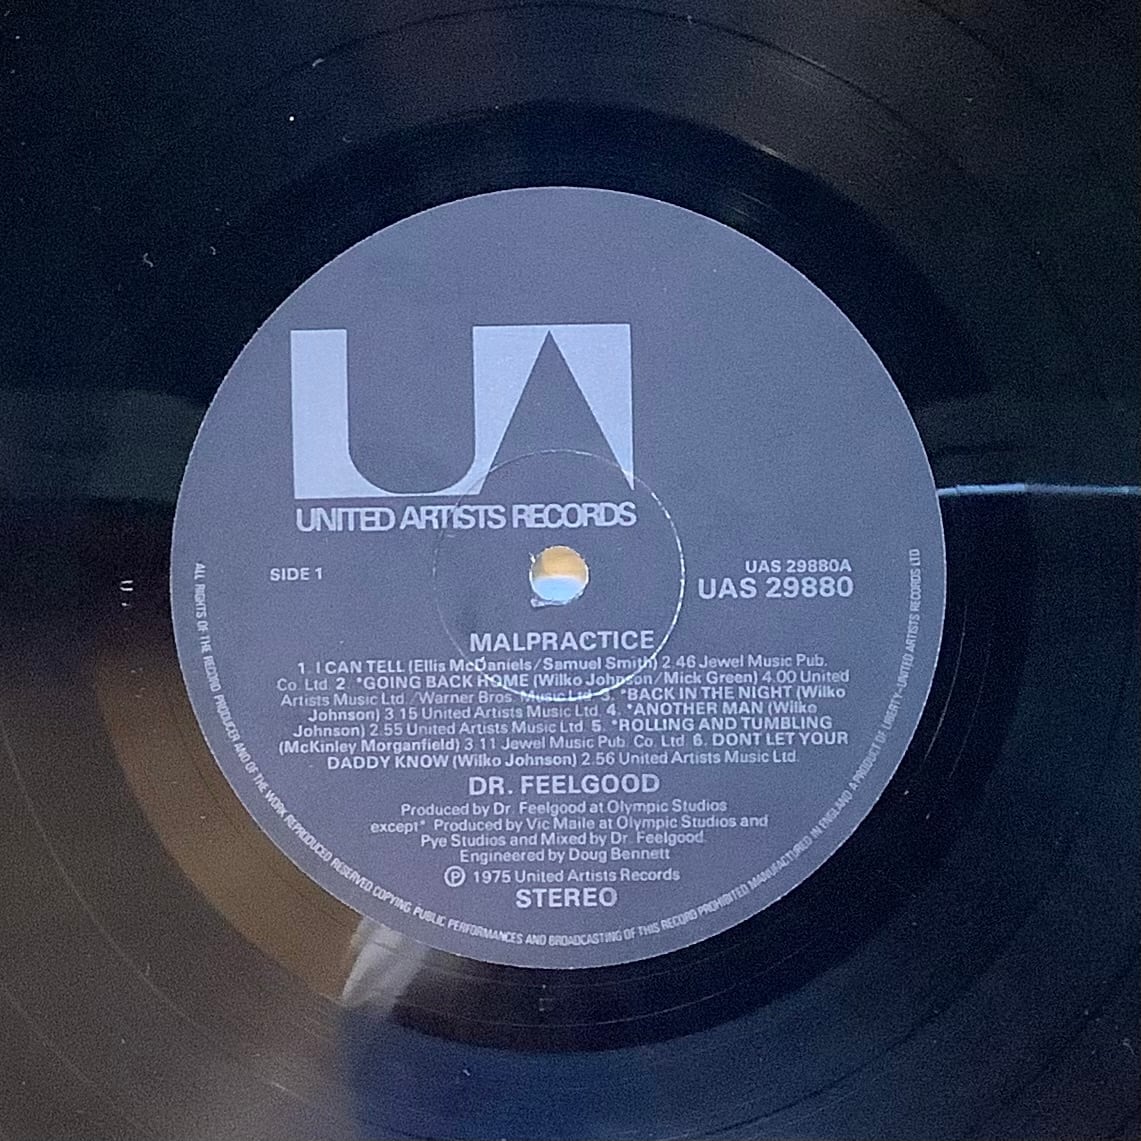 UA
UNITED ARTISTS RECORDS
SIDE 1
UAS 29880A
UAS 29880
MALPRACTICE
1. I CAN TELL (Ellis McDaniels/Samuel Smith) 2.46 Jewel Music Pub.
Co. Ltd. 2. *GOING BACK HOME (Wilko Johnson/Mick Green) 4.00 United
Artists Music Ltd./Warner Bros. Music Ltd. 3. *BACK IN THE NIGHT (Wilko
Johnson) 3.15 United Artists Music Ltd. 4. *ANOTHER MAN (Wilko
Johnson) 2.55 United Artists Music Ltd. 5. *ROLLING AND TUMBLING
(McKinley Morganfield) 3.11 Jewel Music Pub. Co. Ltd. 6. DONT LET YOUR
DADDY KNOW (Wilko Johnson) 2.56 United Artists Music Ltd.
DR. FEELGOOD
Produced by Dr. Feelgood at Olympic Studios
except* Produced by Vic Maile at Olympic Studios and
Pye Studios and Mixed by Dr. Feelgood.
Engineered by Doug Bennett
℗ 1975 United Artists Records
STEREO
ALL RIGHTS OF THE RECORD PRODUCER AND OF THE WORK REPRODUCED RESERVED COPYING PUBLIC PERFORMANCES AND BROADCASTING OF THIS RECORD PROHIBITED MANUFACTURED IN ENGLAND A PRODUCT OF LIBERTY–UNITED ARTISTS RECORDS LTD